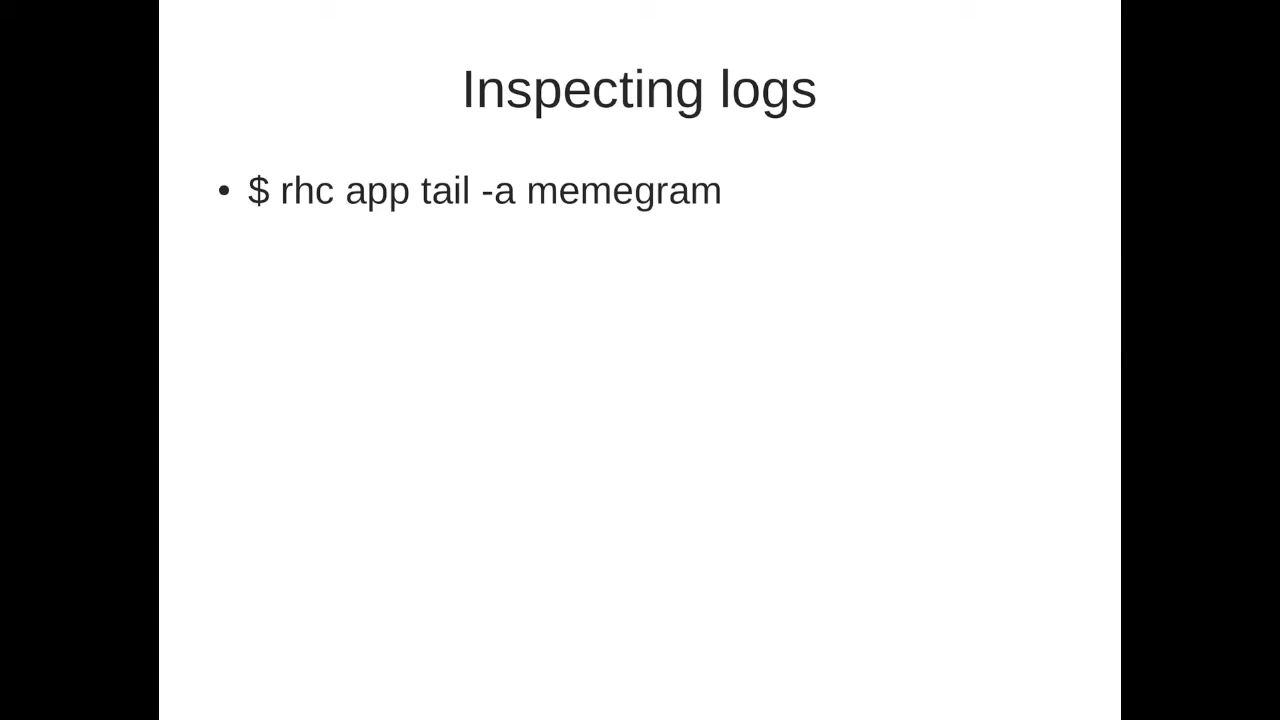 Inspecting logs
• $ rhc app tail -a memegram